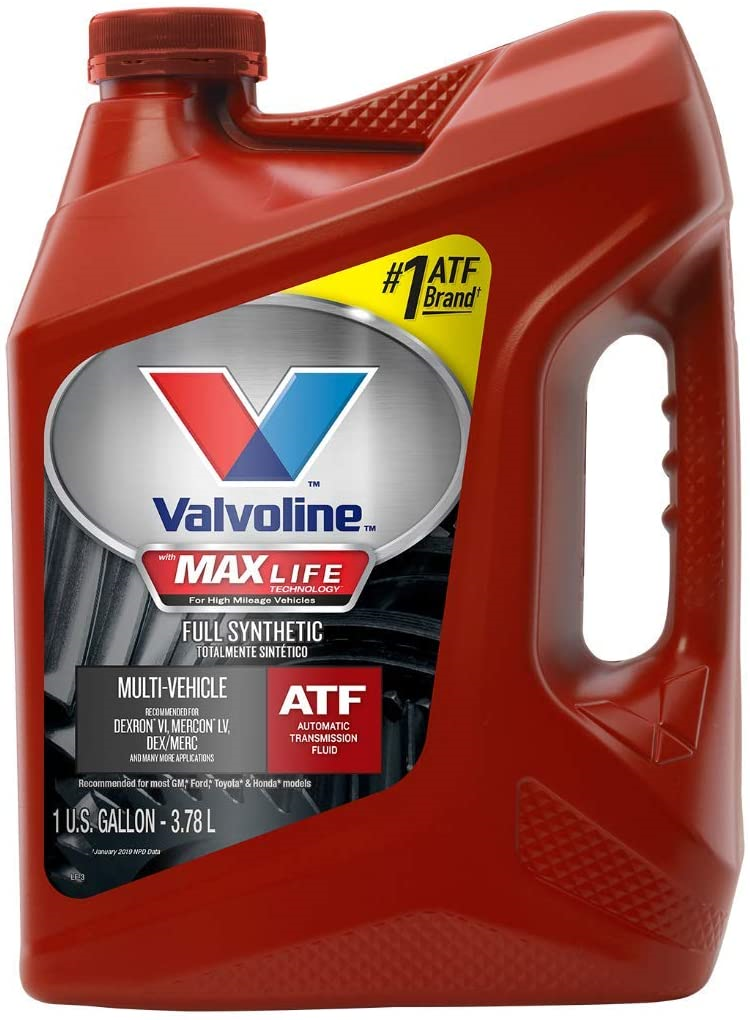 #1 ATF
Brand†
Valvoline™
with
MAX LIFE
TECHNOLOGY™
For High Mileage Vehicles
FULL SYNTHETIC
TOTALMENTE SINTÉTICO
MULTI-VEHICLE
RECOMMENDED FOR
DEXRON® VI, MERCON® LV,
DEX/MERC
AND MANY MORE APPLICATIONS
ATF
AUTOMATIC
TRANSMISSION
FLUID
Recommended for most GM,* Ford,* Toyota* & Honda* models
1 U.S. GALLON - 3.78 L
†January 2019 NPD Data